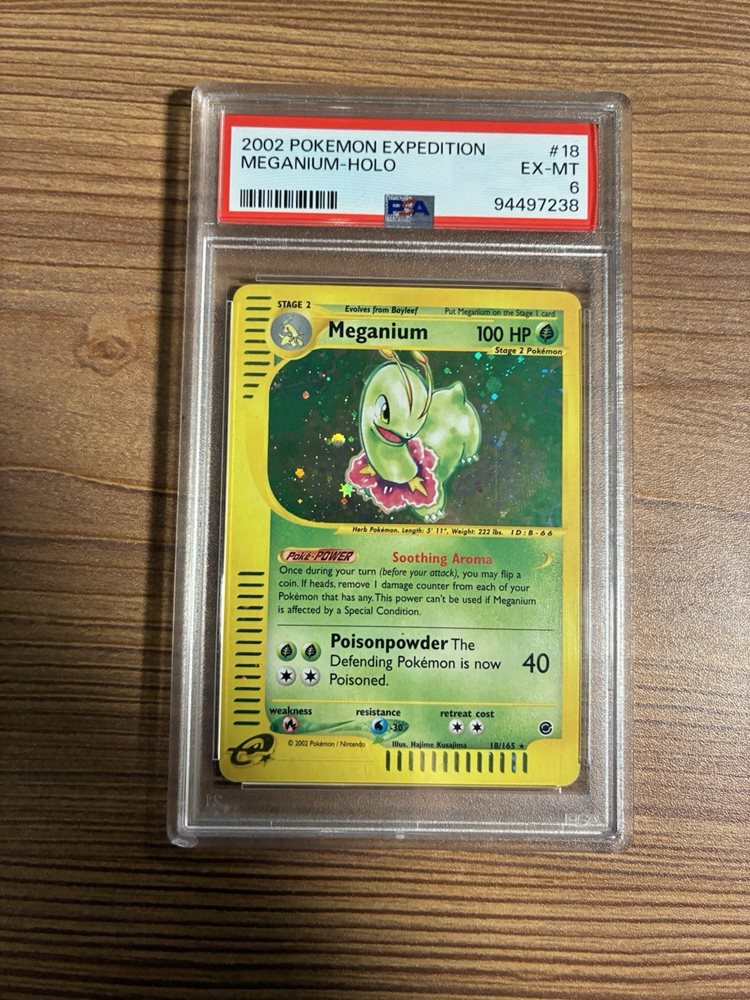 2002 POKEMON EXPEDITION #18
MEGANIUM-HOLO EX-MT
6
94497238
PSA
STAGE 2 Evolves from Bayleef Put Meganium on the Stage 1 card
Meganium 100 HP
Stage 2 Pokémon
Herb Pokémon. Length: 5' 11", Weight: 222 lbs. ID: B-66
Poké-POWER Soothing Aroma
Once during your turn (before your attack), you may flip a
coin. If heads, remove 1 damage counter from each of your
Pokémon that has any. This power can't be used if Meganium
is affected by a Special Condition.
Poisonpowder The
Defending Pokémon is now 40
Poisoned.
weakness resistance retreat cost
-30
© 2002 Pokémon / Nintendo Illus. Hajime Kusajima 18/165 ★